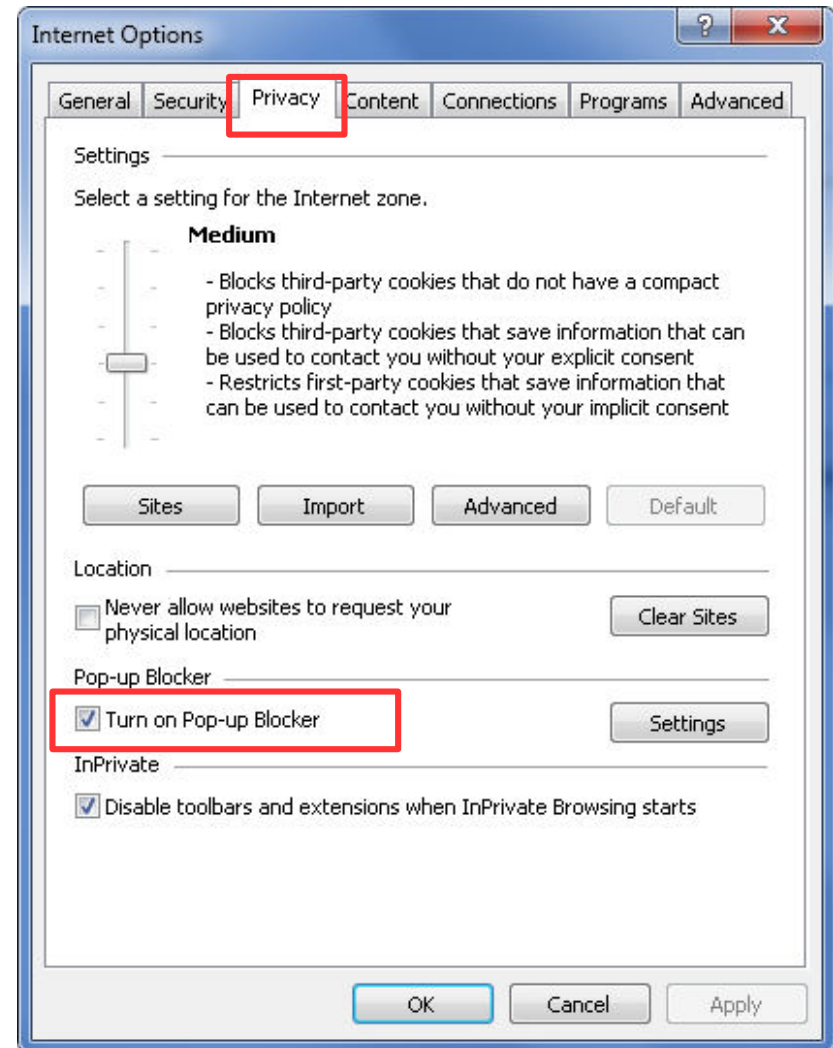 Internet Options
?
General Security Privacy Content Connections Programs Advanced
Settings
Select a setting for the Internet zone.
Medium
- Blocks third-party cookies that do not have a compact
privacy policy
- Blocks third-party cookies that save information that can
be used to contact you without your explicit consent
- Restricts first-party cookies that save information that
can be used to contact you without your implicit consent
Sites Import Advanced Default
Location
Never allow websites to request your
physical location
Clear Sites
Pop-up Blocker
Turn on Pop-up Blocker
Settings
InPrivate
Disable toolbars and extensions when InPrivate Browsing starts
OK Cancel Apply